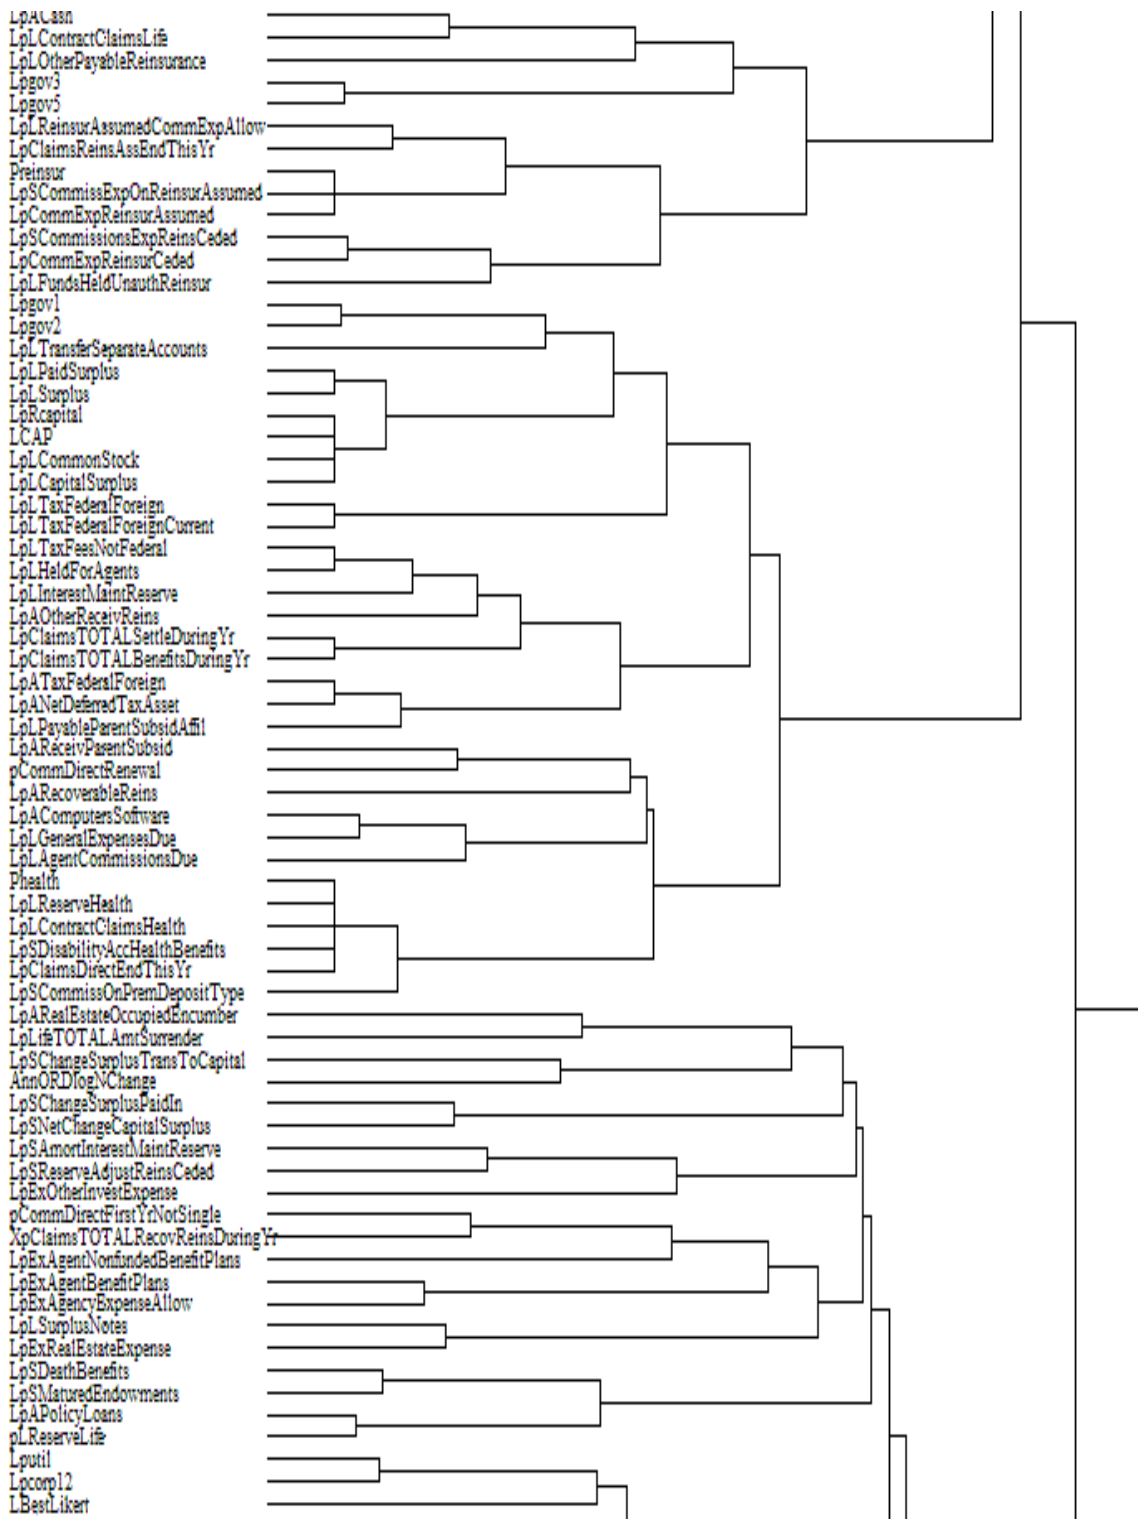 LpACash
LpLContractClaimsLife
LpLOtherPayableReinsurance
Lpgov3
Lpgov5
LpLReinsurAssumedCommExpAllow
LpClaimsReinsAssEndThisYr
Preinsur
LpSCommissExpOnReinsurAssumed
LpCommExpReinsurAssumed
LpSCommissionsExpReinsCeded
LpCommExpReinsurCeded
LpLFundsHeldUnauthReinsur
Lpgov1
Lpgov2
LpLTransferSeparateAccounts
LpLPaidSurplus
LpLSurplus
LpRcapital
LCAP
LpLCommonStock
LpLCapitalSurplus
LpLTaxFederalForeign
LpLTaxFederalForeignCurrent
LpLTaxFeesNotFederal
LpLHeldForAgents
LpLInterestMaintReserve
LpAOtherReceivReins
LpClaimsTOTALSettleDuringYr
LpClaimsTOTALBenefitsDuringYr
LpATaxFederalForeign
LpANetDeferredTaxAsset
LpLPayableParentSubsidAffil
LpAReceivParentSubsid
pCommDirectRenewal
LpARecoverableReins
LpAComputersSoftware
LpLGeneralExpensesDue
LpLAgentCommissionsDue
Phealth
LpLReserveHealth
LpLContractClaimsHealth
LpSDisabilityAccHealthBenefits
LpClaimsDirectEndThisYr
LpSCommissOnPremDepositType
LpARealEstateOccupiedEncumber
LpLifeTOTALAmtSurrender
LpSChangeSurplusTransToCapital
AnnORDlogNChange
LpSChangeSurplusPaidIn
LpSNetChangeCapitalSurplus
LpSAmortInterestMaintReserve
LpSReserveAdjustReinsCeded
LpExOtherInvestExpense
pCommDirectFirstYrNotSingle
XpClaimsTOTALRecovReinsDuringYr
LpExAgentNonfundedBenefitPlans
LpExAgentBenefitPlans
LpExAgencyExpenseAllow
LpLSurplusNotes
LpExRealEstateExpense
LpSDeathBenefits
LpSMaturedEndowments
LpAPolicyLoans
pLReserveLife
Lputil
Lpcorp12
LBestLikert